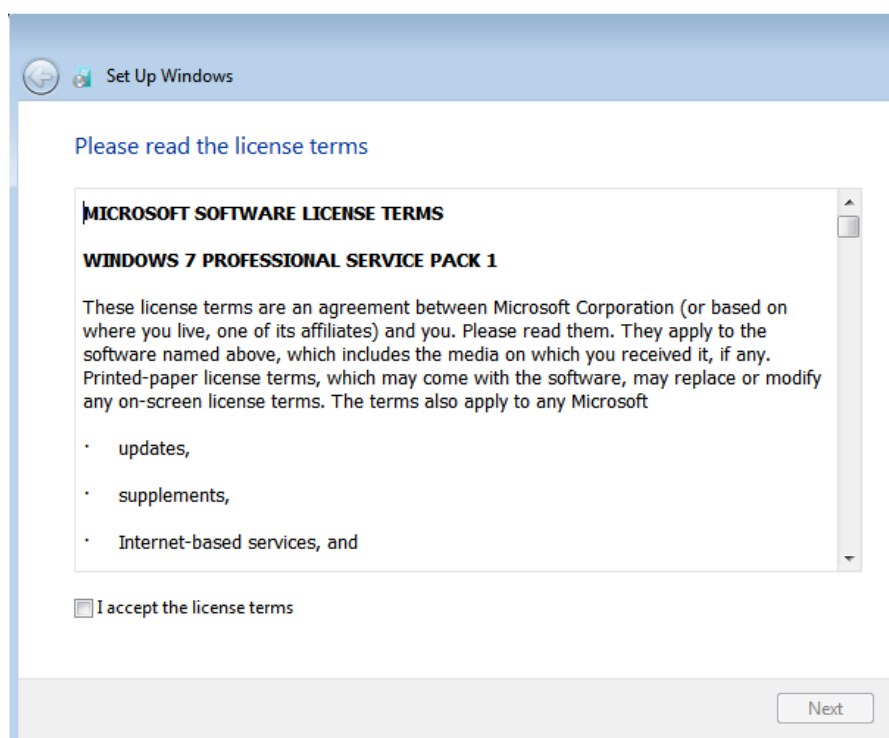 Set Up Windows
Please read the license terms
MICROSOFT SOFTWARE LICENSE TERMS
WINDOWS 7 PROFESSIONAL SERVICE PACK 1
These license terms are an agreement between Microsoft Corporation (or based on
where you live, one of its affiliates) and you. Please read them. They apply to the
software named above, which includes the media on which you received it, if any.
Printed-paper license terms, which may come with the software, may replace or modify
any on-screen license terms. The terms also apply to any Microsoft
· updates,
· supplements,
· Internet-based services, and
I accept the license terms
Next